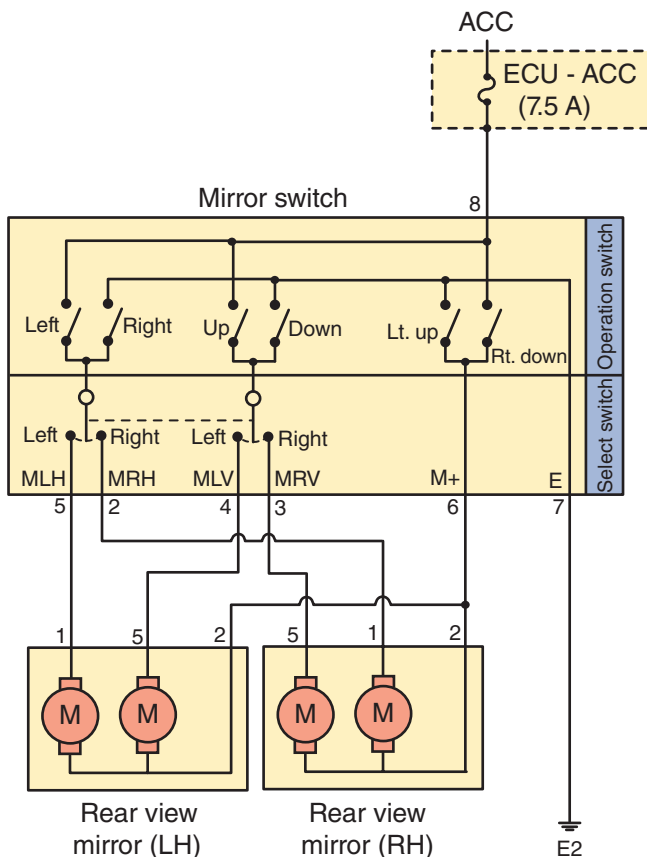 ACC
ECU - ACC
(7.5 A)
Mirror switch
8
Operation switch
Left
Right
Up
Down
Lt. up
Rt. down
Select switch
Left
Right
Left
Right
MLH
MRH
MLV
MRV
M+
E
5
2
4
3
6
7
1
5
2
5
1
2
M
M
M
M
Rear view
mirror (LH)
Rear view
mirror (RH)
E2